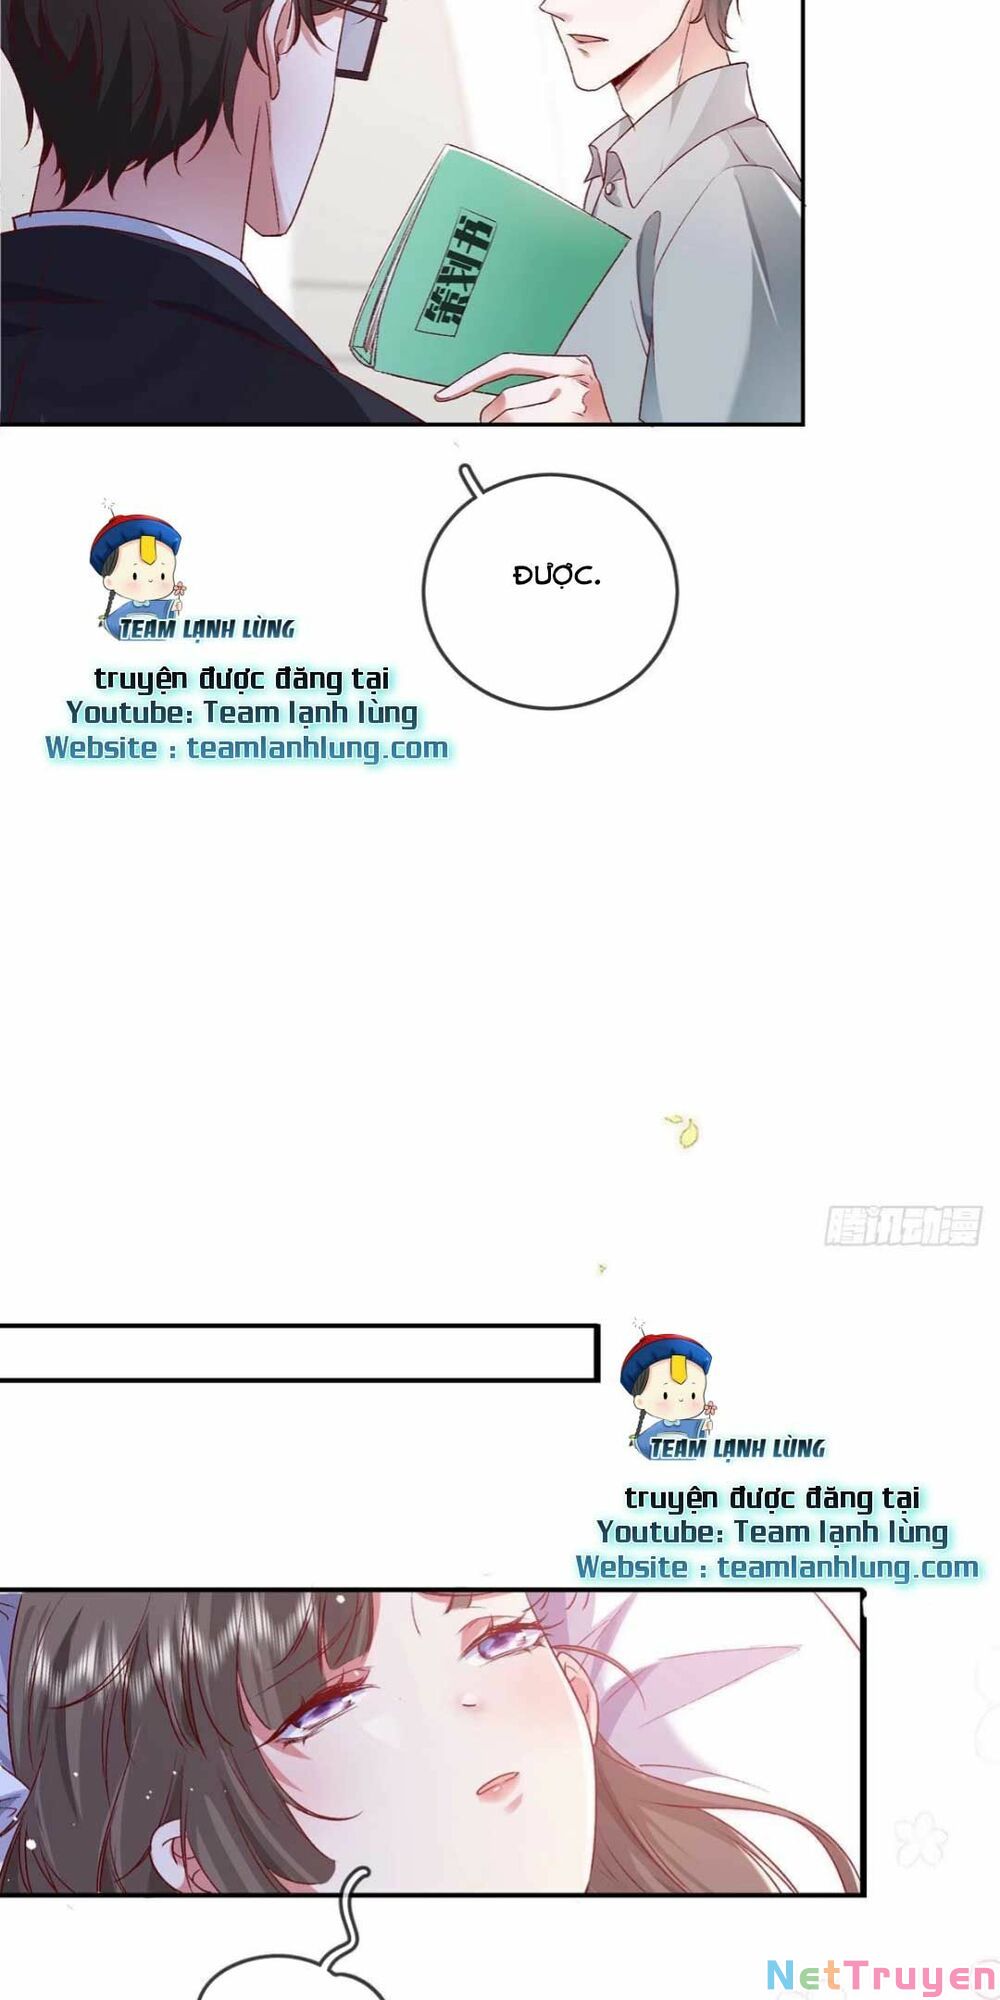 策划书
ĐƯỢC.
TEAM LẠNH LÙNG
truyện được đăng tại
Youtube: Team lạnh lùng
Website : teamlanhlung.com
腾讯动漫
TEAM LẠNH LÙNG
truyện được đăng tại
Youtube: Team lạnh lùng
Website : teamlanhlung.com
NetTruyen